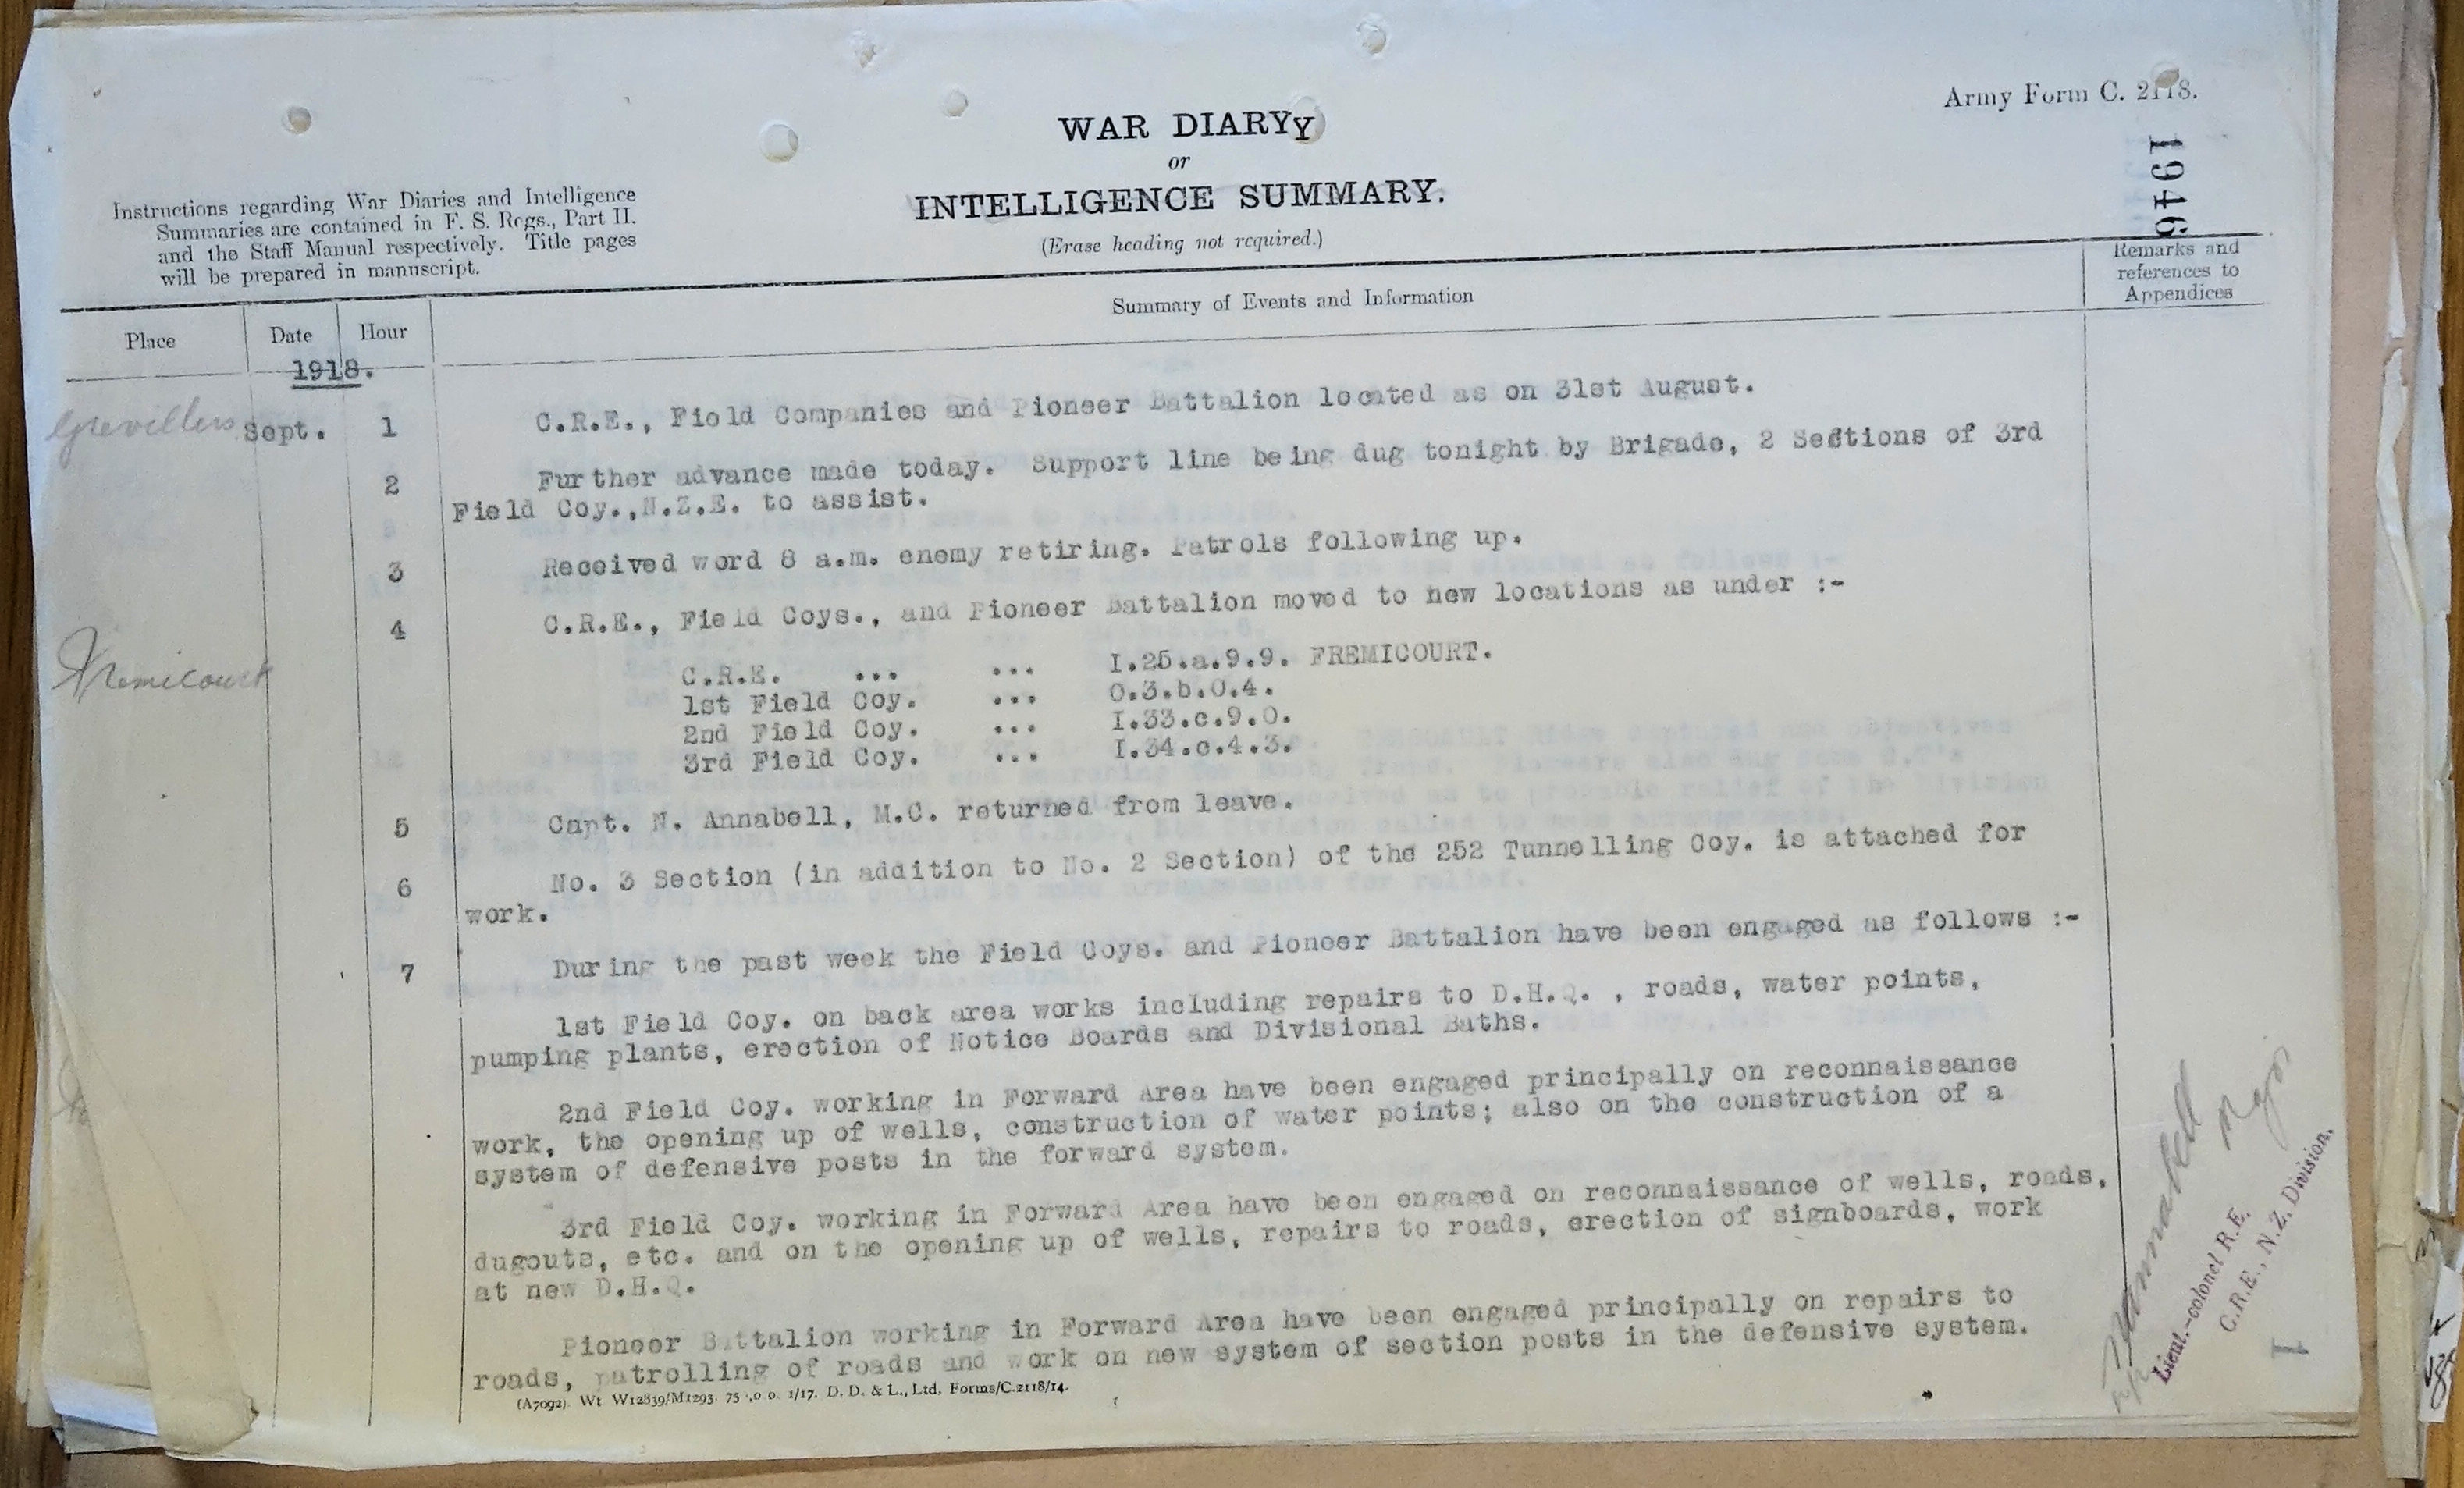 Army Form C. 2118.
1946
WAR DIARYY
or
INTELLIGENCE SUMMARY.
(Erase heading not required.)
Instructions regarding War Diaries and Intelligence
Summaries are contained in F. S. Regs., Part II.
and the Staff Manual respectively. Title pages
will be prepared in manuscript.
Place Date Hour Summary of Events and Information Remarks and
references to
Appendices
1918.
Grevillers Sept. 1 C.R.E., Field Companies and Pioneer Battalion located as on 31st August.
2 Further advance made today. Support line being dug tonight by Brigade, 2 Sections of 3rd
Field Coy.,N.Z.E. to assist.
3 Received word 8 a.m. enemy retiring. Patrols following up.
4 C.R.E., Field Coys., and Pioneer Battalion moved to new locations as under :-
Fremicourt C.R.E. ... ... I.25.a.9.9. FREMICOURT.
1st Field Coy. ... O.3.b.0.4.
2nd Field Coy. ... I.33.c.9.0.
3rd Field Coy. ... I.34.c.4.3.
5 Capt. N. Annabell, M.C. returned from leave.
6 No. 3 Section (in addition to No. 2 Section) of the 252 Tunnelling Coy. is attached for
work.
7 During the past week the Field Coys. and Pioneer Battalion have been engaged as follows :-
1st Field Coy. on back area works including repairs to D.H.Q. , roads, water points,
pumping plants, erection of Notice Boards and Divisional Baths.
2nd Field Coy. working in Forward Area have been engaged principally on reconnaissance
work, the opening up of wells, construction of water points; also on the construction of a
system of defensive posts in the forward system.
3rd Field Coy. working in Forward Area have been engaged on reconnaissance of wells, roads,
dugouts, etc. and on the opening up of wells, repairs to roads, erection of signboards, work
at new D.H.Q.
Pioneer Battalion working in Forward Area have been engaged principally on repairs to
roads, patrolling of roads and work on new system of section posts in the defensive system.
(A7092). Wt W12839/M1293. 75 ,0 0. 1/17. D. D. & L., Ltd. Forms/C.2118/14.
Annabell Major
Lieut.-colonel R.E.
C.R.E., N.Z. Division.